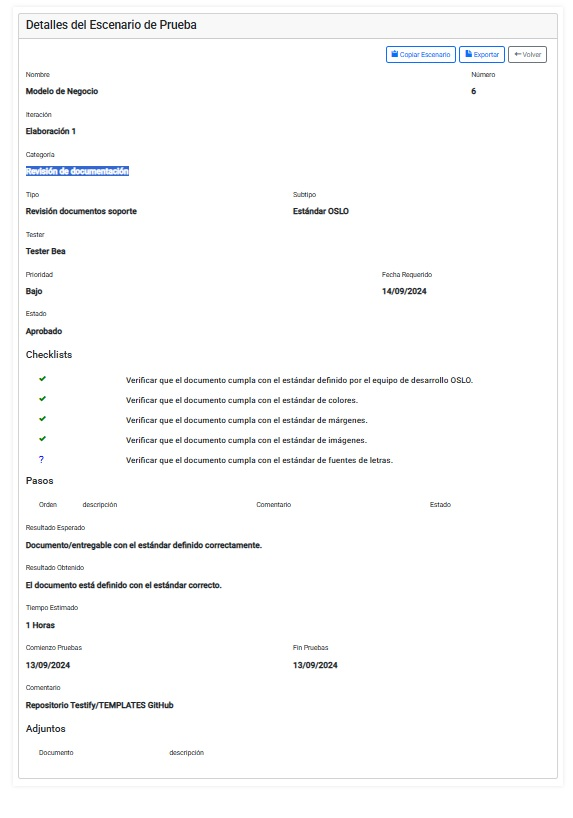 Detalles del Escenario de Prueba
Copiar Escenario Exportar Volver
Nombre Número
Modelo de Negocio 6
Iteración
Elaboración 1
Categoria
Revisión de documentación
Tipo Subtipo
Revisión documentos soporte Estándar OSLO
Tester
Tester Bea
Prioridad Fecha Requerido
Bajo 14/09/2024
Estado
Aprobado
Checklists
Verificar que el documento cumpla con el estándar definido por el equipo de desarrollo OSLO.
Verificar que el documento cumpla con el estándar de colores.
Verificar que el documento cumpla con el estándar de márgenes.
Verificar que el documento cumpla con el estándar de imágenes.
? Verificar que el documento cumpla con el estándar de fuentes de letras.
Pasos
Orden descripción Comentario Estado
Resultado Esperado
Documento/entregable con el estándar definido correctamente.
Resultado Obtenido
El documento está definido con el estándar correcto.
Tiempo Estimado
1 Horas
Comienzo Pruebas Fin Pruebas
13/09/2024 13/09/2024
Comentario
Repositorio Testify/TEMPLATES GitHub
Adjuntos
Documento descripción